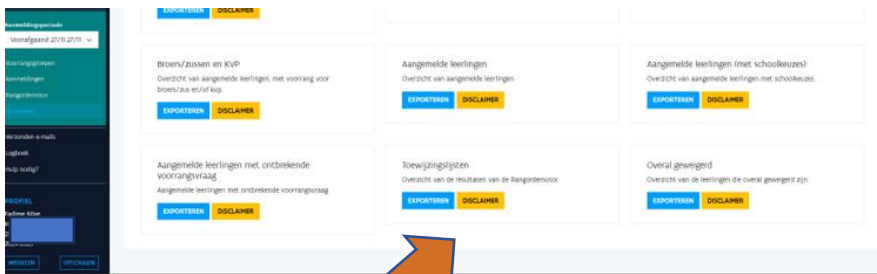 Aanmeldingsperiode
Voorafgaand 27/11-27/11
Voorrangsgroepen
Aanmeldingen
Rangordemotor
Verzonden e-mails
Logboek
Hulp nodig?
PROFIEL
WISSELEN UITLOGGEN
EXPORTEREN DISCLAIMER
Broers/zussen en KVP
Overzicht van aangemelde leerlingen, met voorrang voor
broers/zus en/of kvp.
EXPORTEREN DISCLAIMER
Aangemelde leerlingen
Overzicht van aangemelde leerlingen.
EXPORTEREN DISCLAIMER
Aangemelde leerlingen (met schoolkeuzes)
Overzicht van aangemelde leerlingen met schoolkeuzes.
EXPORTEREN DISCLAIMER
Aangemelde leerlingen met ontbrekende
voorrangsvraag
Aangemelde leerlingen met ontbrekende voorrangsvraag
EXPORTEREN DISCLAIMER
Toewijzingslijsten
Overzicht van de resultaten van de Rangordemotor
EXPORTEREN DISCLAIMER
Overal geweigerd
Overzicht van de leerlingen die overal geweigerd zijn.
EXPORTEREN DISCLAIMER